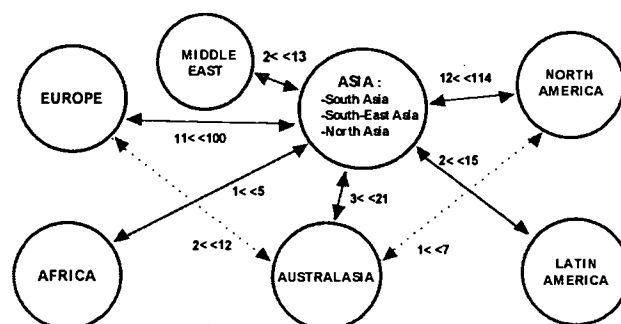 MIDDLE
EAST
2< <13
ASIA :
-South Asia
-South-East Asia
-North Asia
12< <114
NORTH
AMERICA
EUROPE
11< <100
2< <15
1< <5
3< <21
2< <12
1< <7
AFRICA
AUSTRALASIA
LATIN
AMERICA